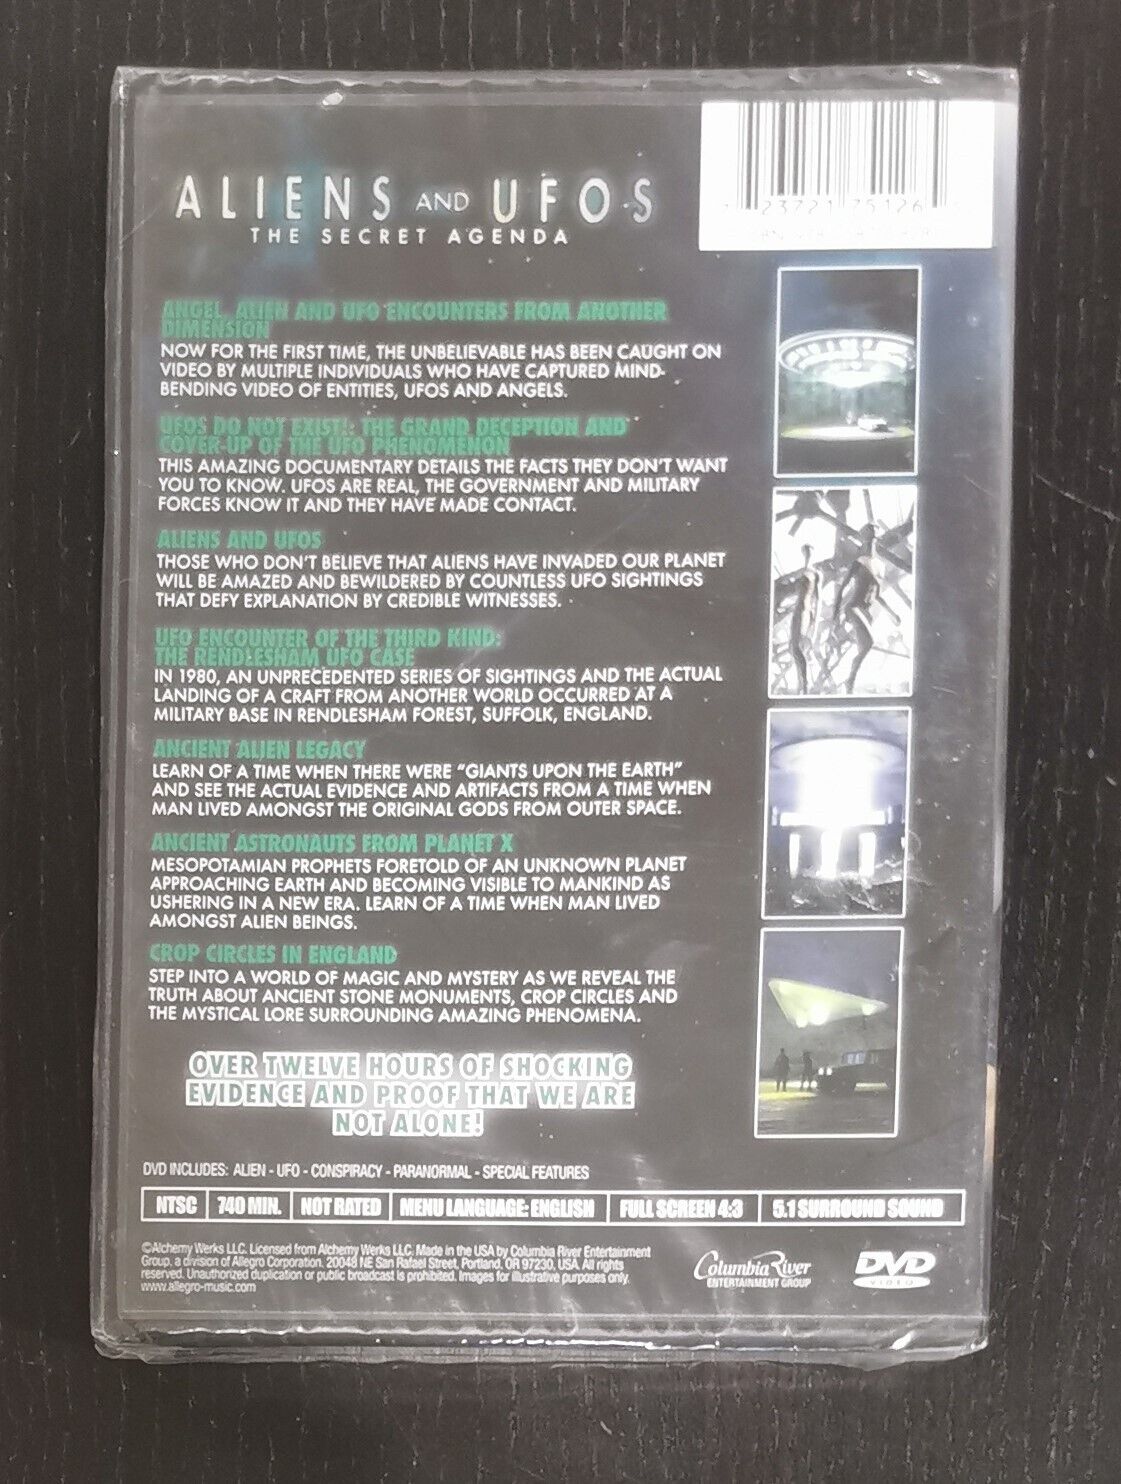 ALIENS AND UFOS
THE SECRET AGENDA
23721 75126
ANGEL, ALIEN AND UFO ENCOUNTERS FROM ANOTHER
DIMENSION
NOW FOR THE FIRST TIME, THE UNBELIEVABLE HAS BEEN CAUGHT ON
VIDEO BY MULTIPLE INDIVIDUALS WHO HAVE CAPTURED MIND-
BENDING VIDEO OF ENTITIES, UFOS AND ANGELS.
UFOS DO NOT EXIST! THE GRAND DECEPTION AND
COVER-UP OF THE UFO PHENOMENON
THIS AMAZING DOCUMENTARY DETAILS THE FACTS THEY DON'T WANT
YOU TO KNOW. UFOS ARE REAL, THE GOVERNMENT AND MILITARY
FORCES KNOW IT AND THEY HAVE MADE CONTACT.
ALIENS AND UFOS
THOSE WHO DON'T BELIEVE THAT ALIENS HAVE INVADED OUR PLANET
WILL BE AMAZED AND BEWILDERED BY COUNTLESS UFO SIGHTINGS
THAT DEFY EXPLANATION BY CREDIBLE WITNESSES.
UFO ENCOUNTER OF THE THIRD KIND:
THE RENDLESHAM UFO CASE
IN 1980, AN UNPRECEDENTED SERIES OF SIGHTINGS AND THE ACTUAL
LANDING OF A CRAFT FROM ANOTHER WORLD OCCURRED AT A
MILITARY BASE IN RENDLESHAM FOREST, SUFFOLK, ENGLAND.
ANCIENT ALIEN LEGACY
LEARN OF A TIME WHEN THERE WERE "GIANTS UPON THE EARTH"
AND SEE THE ACTUAL EVIDENCE AND ARTIFACTS FROM A TIME WHEN
MAN LIVED AMONGST THE ORIGINAL GODS FROM OUTER SPACE.
ANCIENT ASTRONAUTS FROM PLANET X
MESOPOTAMIAN PROPHETS FORETOLD OF AN UNKNOWN PLANET
APPROACHING EARTH AND BECOMING VISIBLE TO MANKIND AS
USHERING IN A NEW ERA. LEARN OF A TIME WHEN MAN LIVED
AMONGST ALIEN BEINGS.
CROP CIRCLES IN ENGLAND
STEP INTO A WORLD OF MAGIC AND MYSTERY AS WE REVEAL THE
TRUTH ABOUT ANCIENT STONE MONUMENTS, CROP CIRCLES AND
THE MYSTICAL LORE SURROUNDING AMAZING PHENOMENA.
OVER TWELVE HOURS OF SHOCKING
EVIDENCE AND PROOF THAT WE ARE
NOT ALONE!
DVD INCLUDES: ALIEN - UFO - CONSPIRACY - PARANORMAL - SPECIAL FEATURES
NTSC 740 MIN. NOT RATED MENU LANGUAGE: ENGLISH FULL SCREEN 4:3 5.1 SURROUND SOUND
©Alchemy Werks LLC. Licensed from Alchemy Werks LLC. Made in the USA by Columbia River Entertainment
Group, a division of Allegro Corporation, 20048 NE San Rafael Street, Portland, OR 97230, USA. All rights
reserved. Unauthorized duplication or public broadcast is prohibited. Images for illustrative purposes only.
www.allegro-music.com
Columbia River
ENTERTAINMENT GROUP
DVD
VIDEO